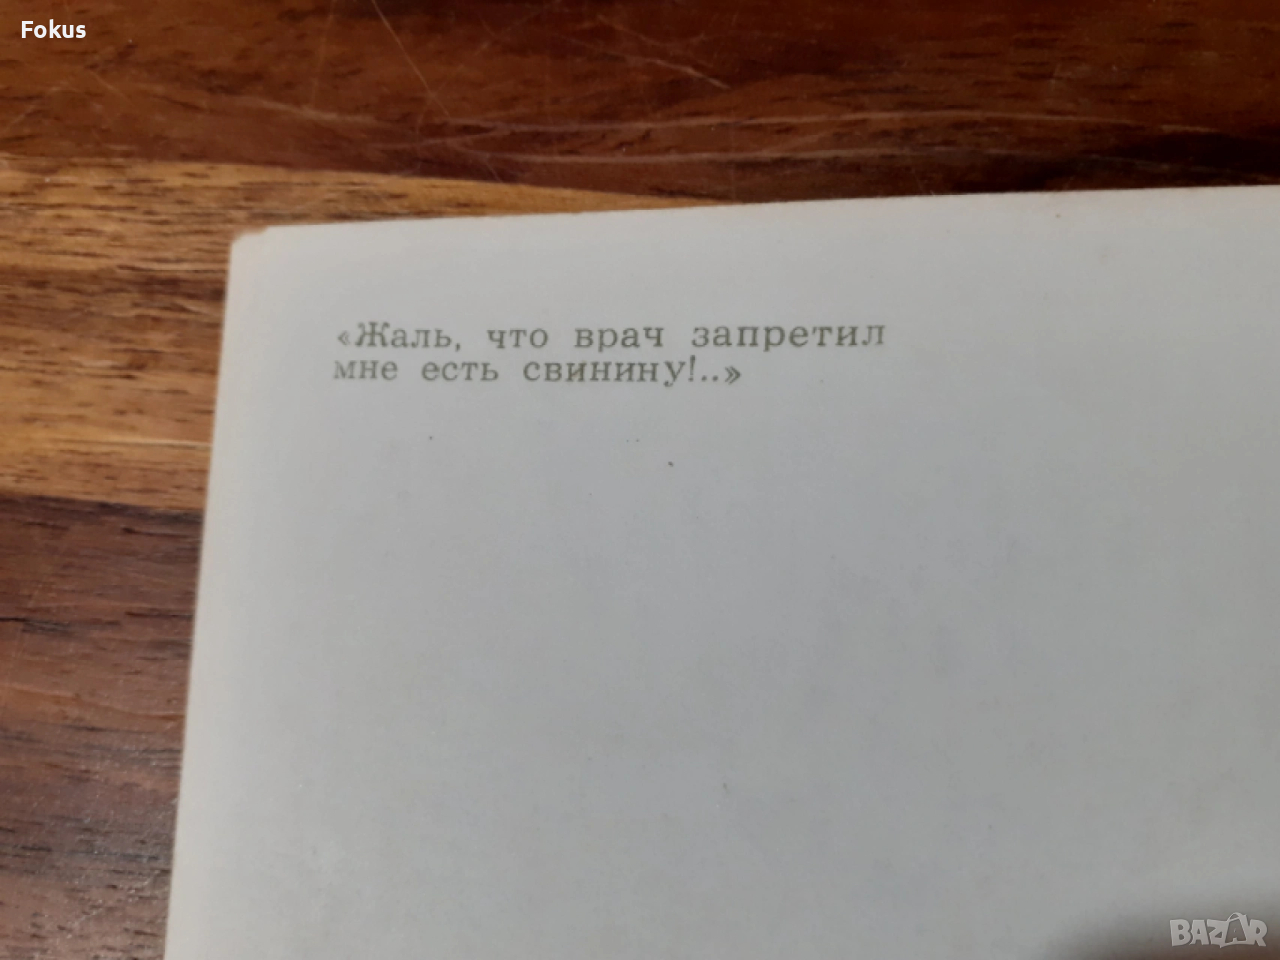 Fokus
«Жаль, что врач запретил
мне есть свинину!..»
BAZAR